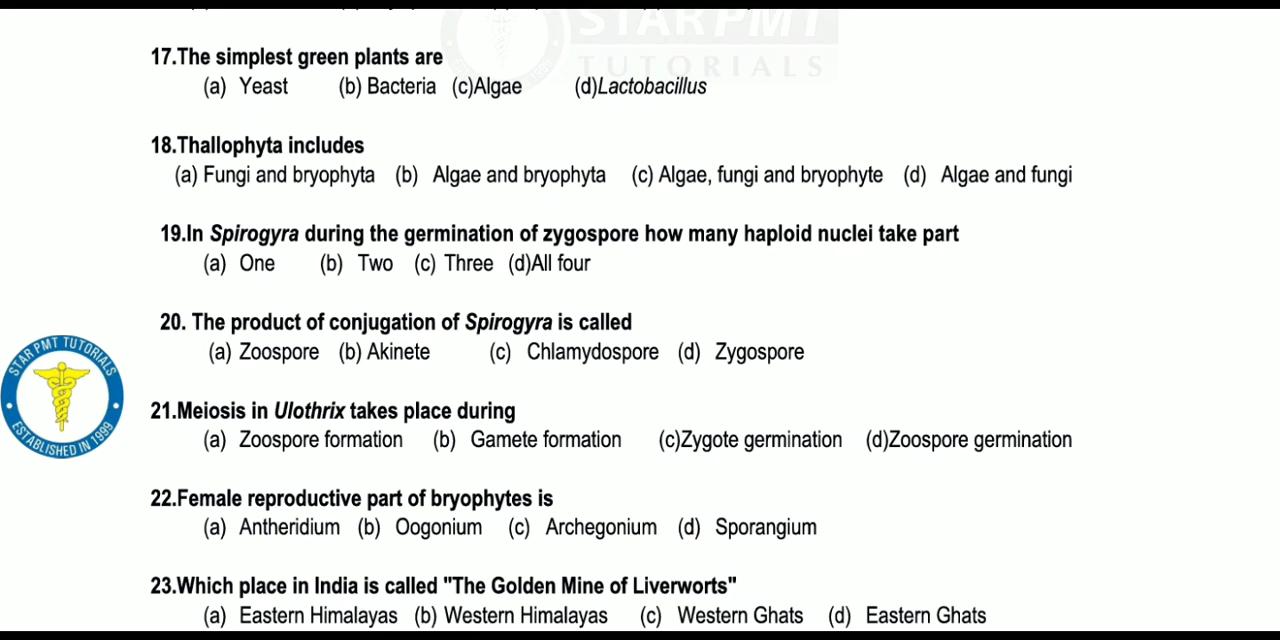 STAR PMT
TUTORIALS
17.The simplest green plants are
(a) Yeast (b) Bacteria (c)Algae (d)Lactobacillus
18.Thallophyta includes
(a) Fungi and bryophyta (b) Algae and bryophyta (c) Algae, fungi and bryophyte (d) Algae and fungi
19.In Spirogyra during the germination of zygospore how many haploid nuclei take part
(a) One (b) Two (c) Three (d)All four
20. The product of conjugation of Spirogyra is called
(a) Zoospore (b) Akinete (c) Chlamydospore (d) Zygospore
STAR PMT TUTORIALS
ESTABLISHED IN 1999
21.Meiosis in Ulothrix takes place during
(a) Zoospore formation (b) Gamete formation (c)Zygote germination (d)Zoospore germination
22.Female reproductive part of bryophytes is
(a) Antheridium (b) Oogonium (c) Archegonium (d) Sporangium
23.Which place in India is called "The Golden Mine of Liverworts"
(a) Eastern Himalayas (b) Western Himalayas (c) Western Ghats (d) Eastern Ghats